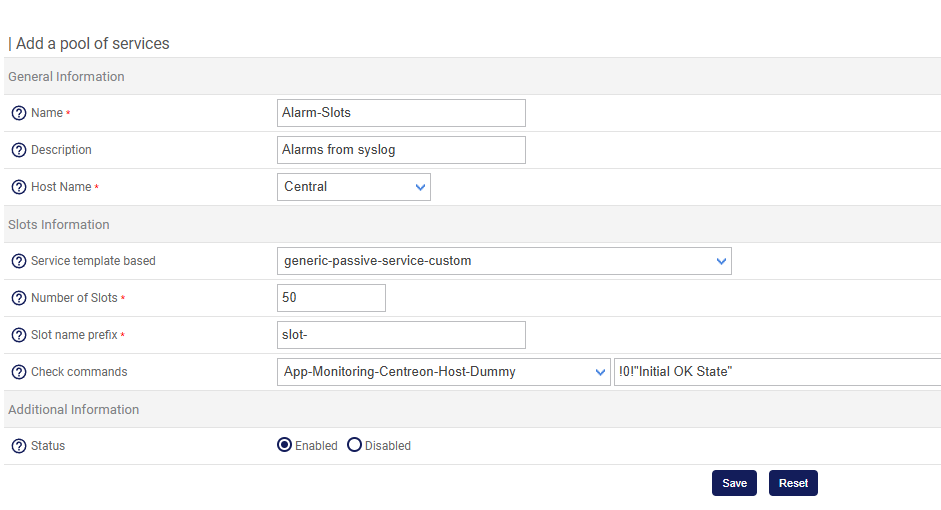 | Add a pool of services
General Information
? Name *
Alarm-Slots
? Description
Alarms from syslog
? Host Name *
Central
Slots Information
? Service template based
generic-passive-service-custom
? Number of Slots *
50
? Slot name prefix *
slot-
? Check commands
App-Monitoring-Centreon-Host-Dummy
!0!"Initial OK State"
Additional Information
? Status
Enabled Disabled
Save Reset